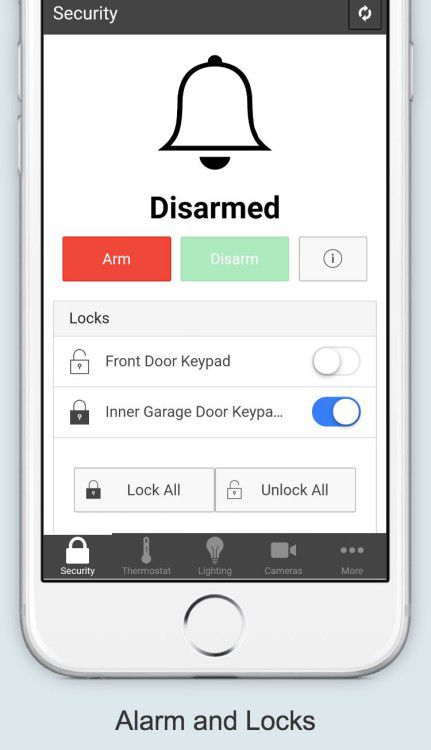 Security
Disarmed
Arm
Disarm
Locks
Front Door Keypad
Inner Garage Door Keypa...
Lock All
Unlock All
Security
Thermostat
Lighting
Cameras
More
Alarm and Locks